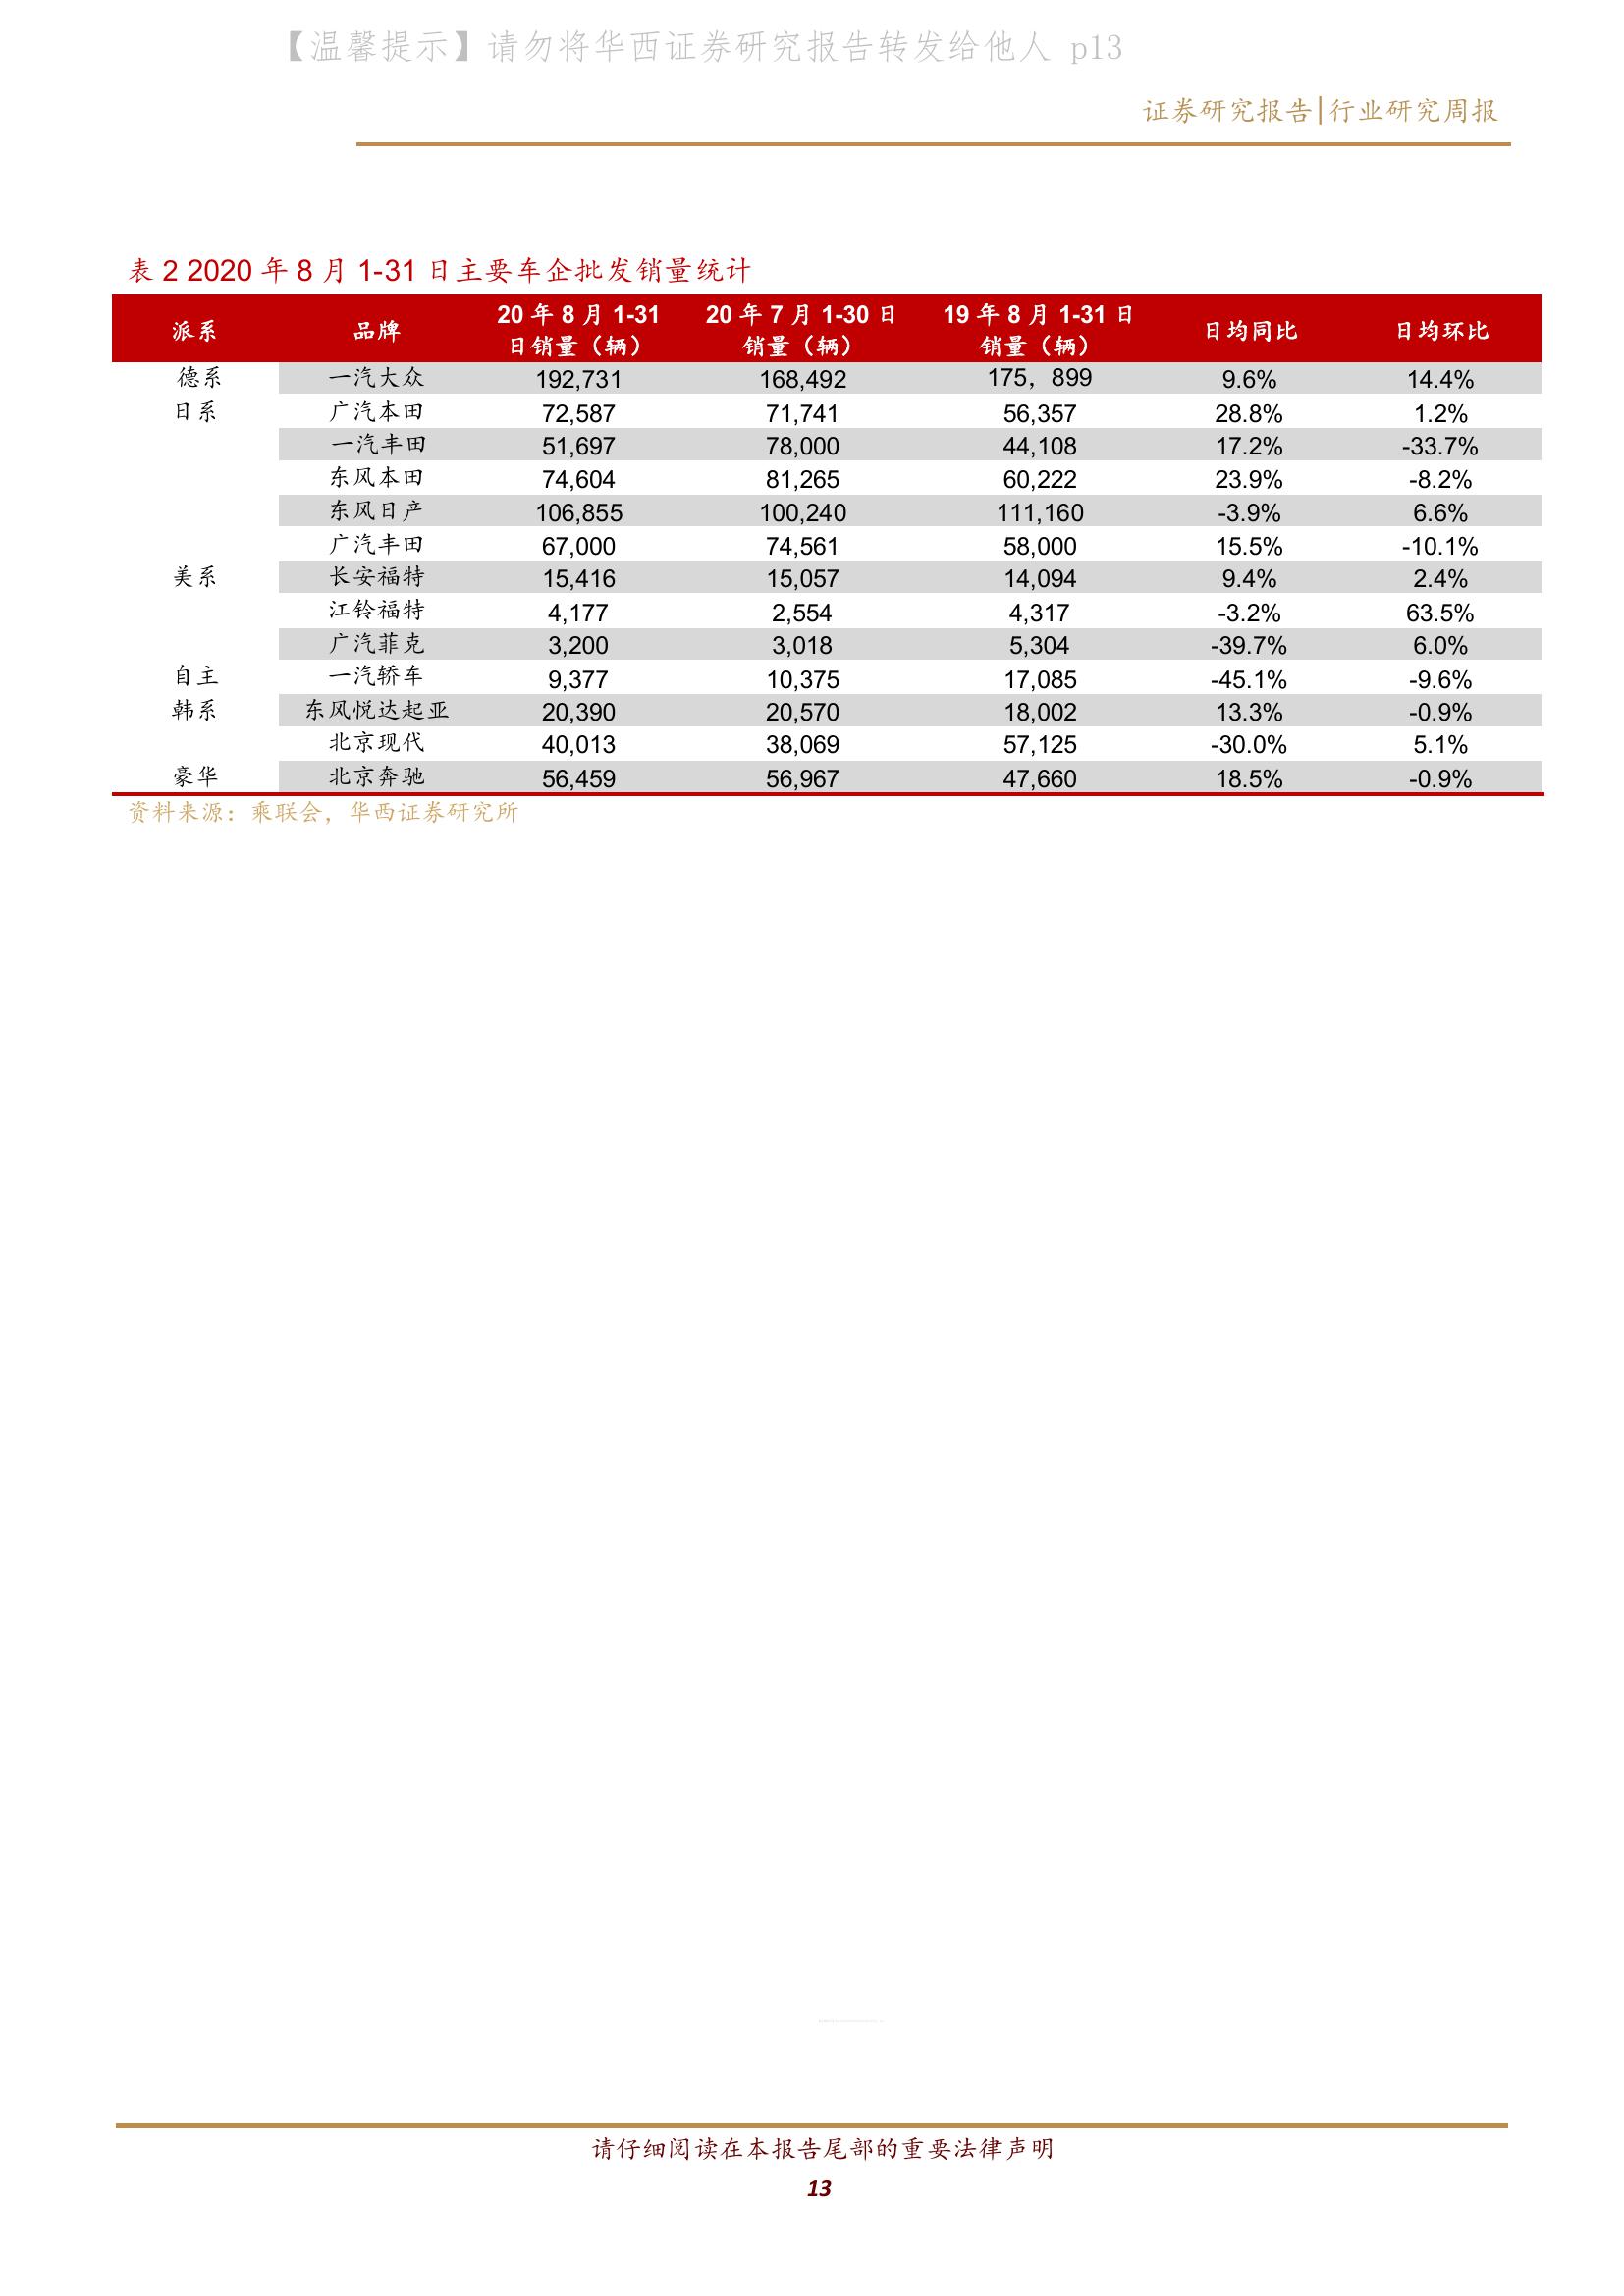 【温馨提示】请勿将华西证券研究报告转发给他人 p13
证券研究报告|行业研究周报
表 2 2020 年 8 月 1-31 日主要车企批发销量统计
派系 品牌 20 年 8 月 1-31 日销量（辆） 20 年 7 月 1-30 日销量（辆） 19 年 8 月 1-31 日销量（辆） 日均同比 日均环比
德系 一汽大众 192,731 168,492 175，899 9.6% 14.4%
日系 广汽本田 72,587 71,741 56,357 28.8% 1.2%
一汽丰田 51,697 78,000 44,108 17.2% -33.7%
东风本田 74,604 81,265 60,222 23.9% -8.2%
东风日产 106,855 100,240 111,160 -3.9% 6.6%
广汽丰田 67,000 74,561 58,000 15.5% -10.1%
美系 长安福特 15,416 15,057 14,094 9.4% 2.4%
江铃福特 4,177 2,554 4,317 -3.2% 63.5%
广汽菲克 3,200 3,018 5,304 -39.7% 6.0%
自主 一汽轿车 9,377 10,375 17,085 -45.1% -9.6%
韩系 东风悦达起亚 20,390 20,570 18,002 13.3% -0.9%
北京现代 40,013 38,069 57,125 -30.0% 5.1%
豪华 北京奔驰 56,459 56,967 47,660 18.5% -0.9%
资料来源：乘联会，华西证券研究所
请仔细阅读在本报告尾部的重要法律声明
13